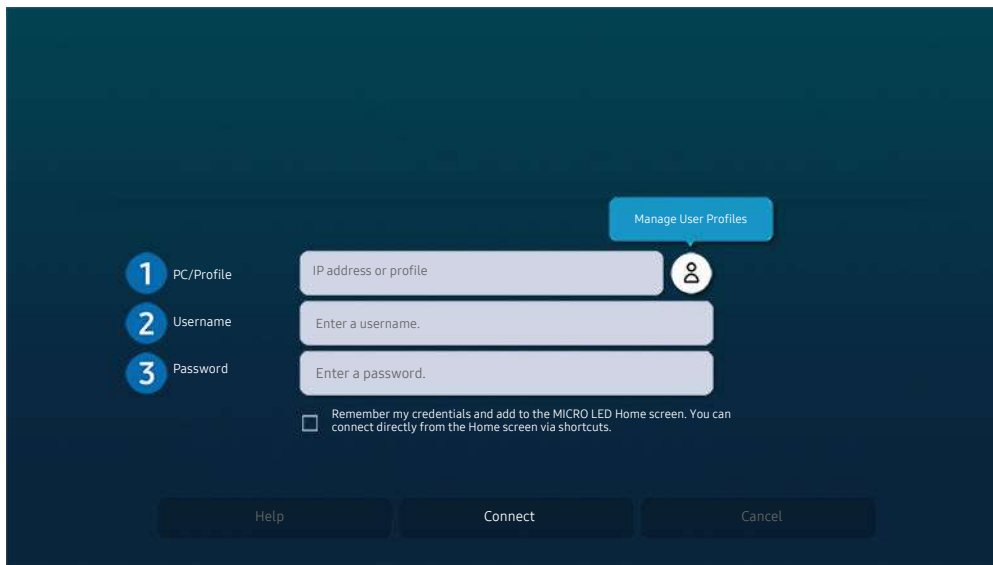 Manage User Profiles
1 PC/Profile IP address or profile
2 Username Enter a username.
3 Password Enter a password.
Remember my credentials and add to the MICRO LED Home screen. You can
connect directly from the Home screen via shortcuts.
Help Connect Cancel